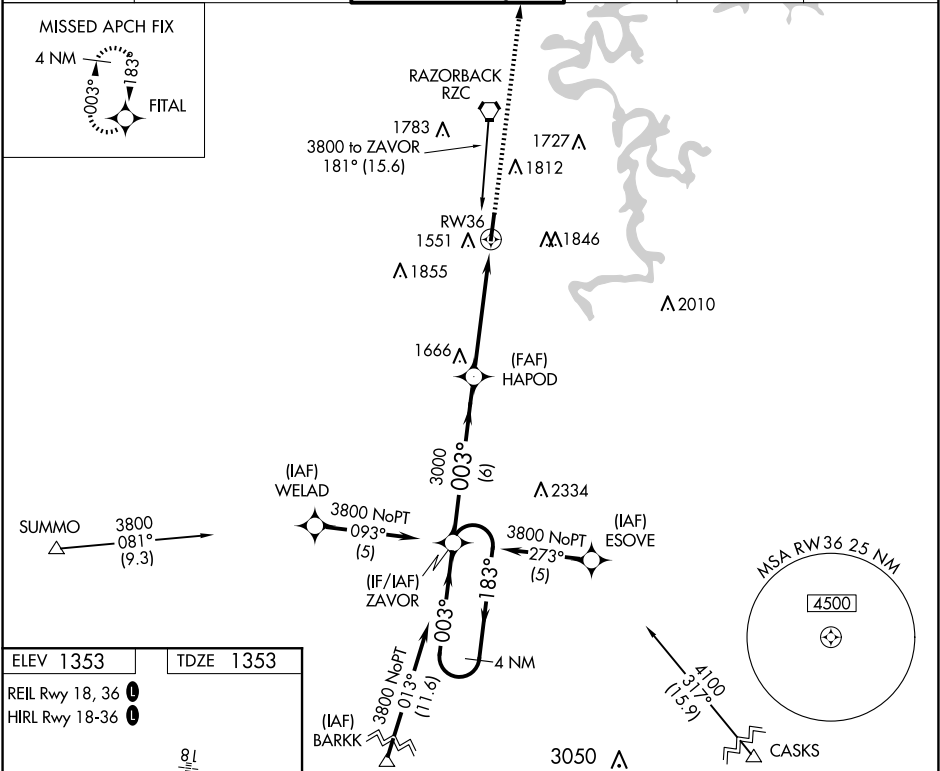 MISSED APCH FIX
4 NM
003°
183°
FITAL
RAZORBACK
RZC
1783
3800 to ZAVOR
181° (15.6)
1727
1812
RW36
1551
1846
1855
2010
1666
(FAF)
HAPOD
3000
003°
(6)
2334
(IAF)
WELAD
3800 NoPT
093°
(5)
SUMMO
3800
081°
(9.3)
3800 NoPT
273°
(5)
(IAF)
ESOVE
(IF/IAF)
ZAVOR
003°
183°
4 NM
MSA RW36 25 NM
4500
3800 NoPT
013°
(11.6)
(IAF)
BARKK
4100
317°
(15.9)
CASKS
3050
ELEV 1353
TDZE 1353
REIL Rwy 18, 36 L
HIRL Rwy 18-36 L
18